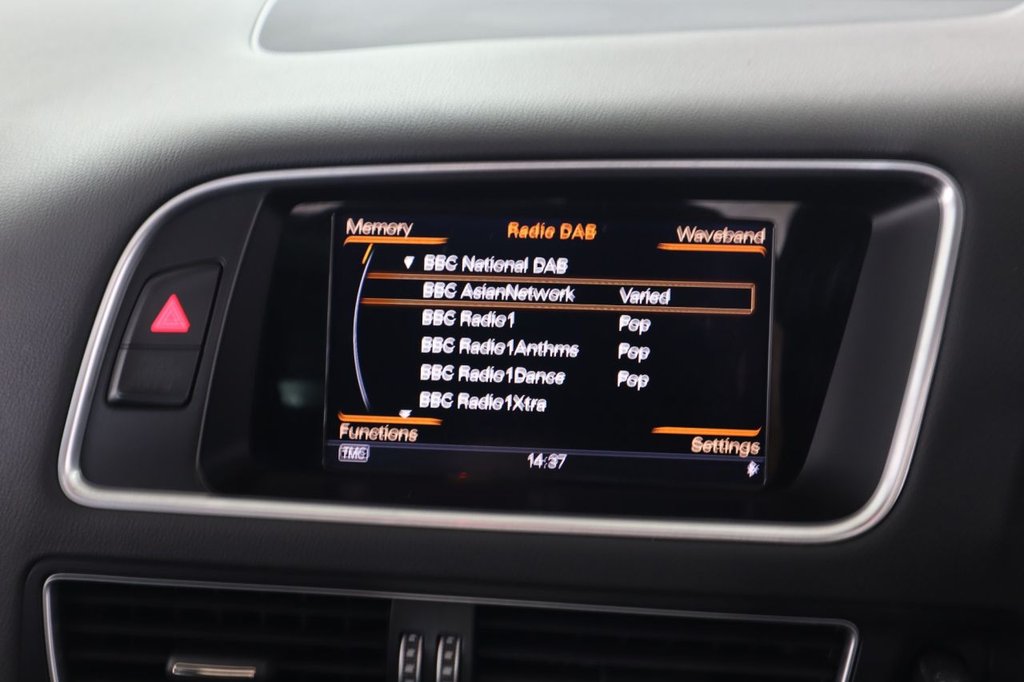 Memory Radio DAB Waveband
BBC National DAB
BBC AsianNetwork Varied
BBC Radio1 Pop
BBC Radio1Anthms Pop
BBC Radio1Dance Pop
BBC Radio1Xtra
Functions Settings
TMC 14:37